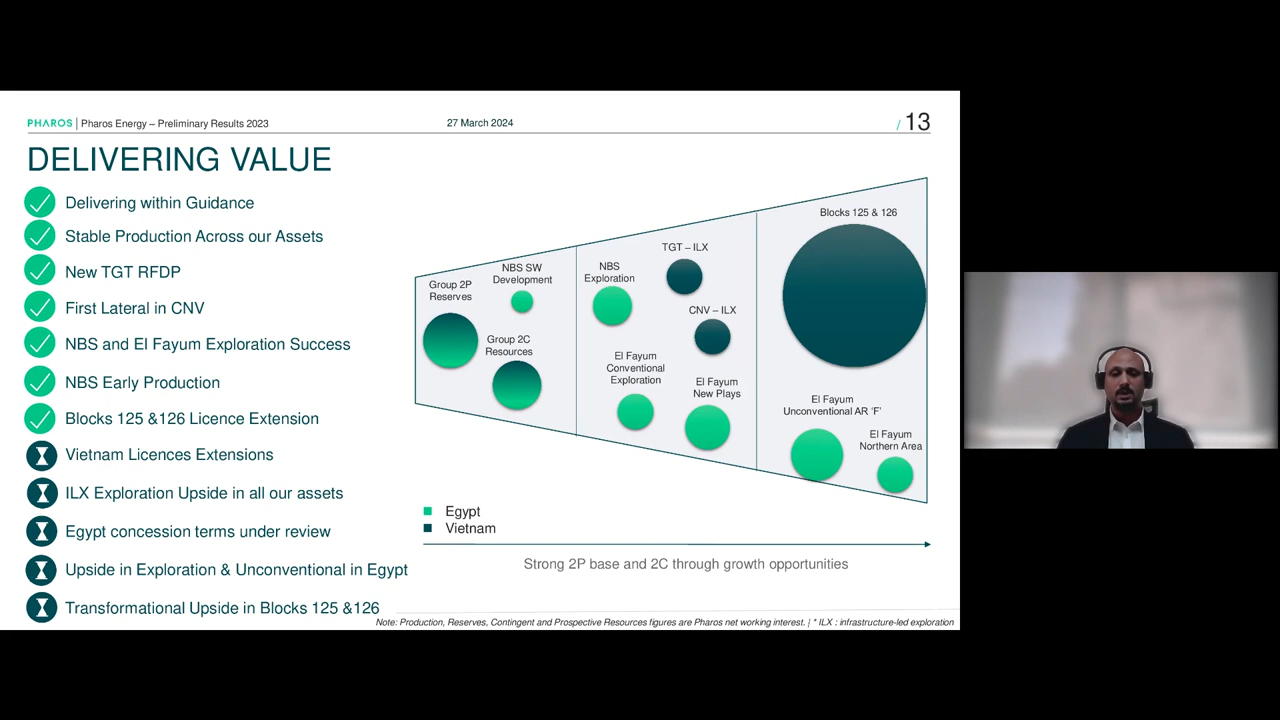 PHAROS | Pharos Energy – Preliminary Results 2023
27 March 2024
/ 13
DELIVERING VALUE
Delivering within Guidance
Stable Production Across our Assets
New TGT RFDP
First Lateral in CNV
NBS and El Fayum Exploration Success
NBS Early Production
Blocks 125 &126 Licence Extension
Vietnam Licences Extensions
ILX Exploration Upside in all our assets
Egypt concession terms under review
Upside in Exploration & Unconventional in Egypt
Transformational Upside in Blocks 125 &126
Group 2P
Reserves
NBS SW
Development
Group 2C
Resources
NBS
Exploration
TGT – ILX
CNV – ILX
El Fayum
Conventional
Exploration
El Fayum
New Plays
Blocks 125 & 126
El Fayum
Unconventional AR ‘F’
El Fayum
Northern Area
Egypt
Vietnam
Strong 2P base and 2C through growth opportunities
Note: Production, Reserves, Contingent and Prospective Resources figures are Pharos net working interest. | * ILX : infrastructure-led exploration